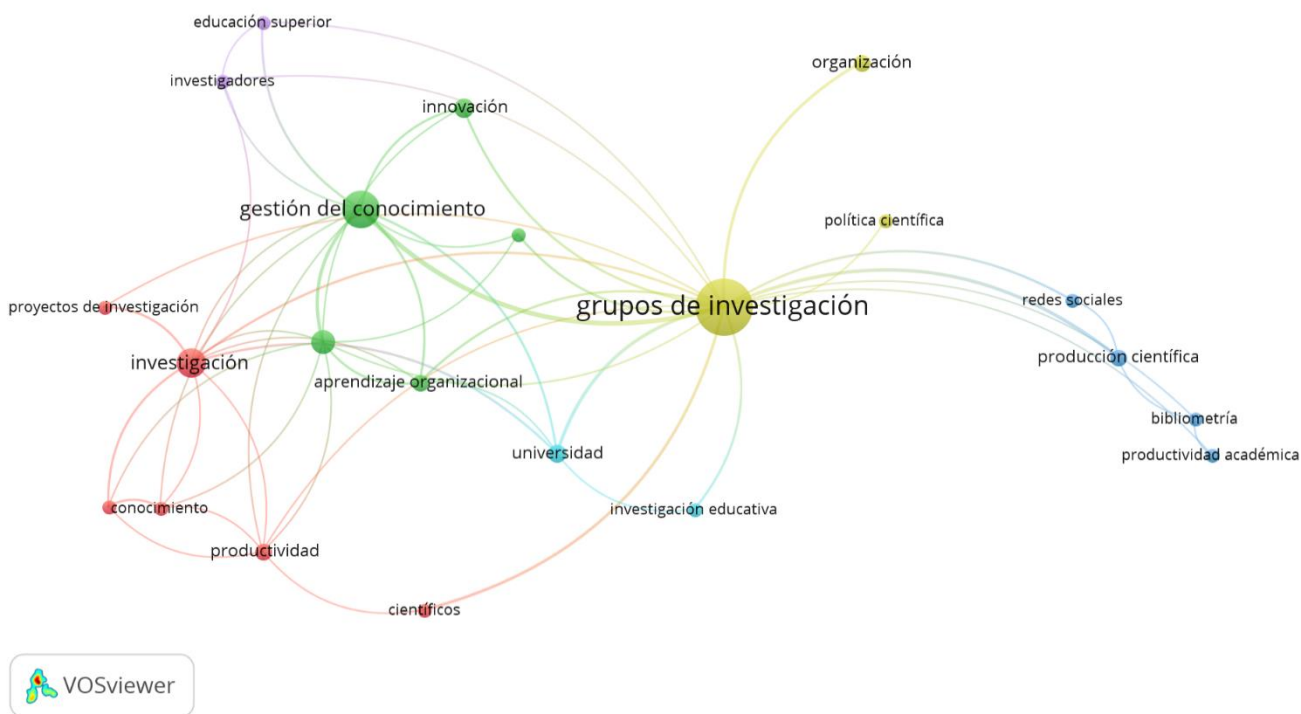 educación superior
organización
investigadores
innovación
gestión del conocimiento
política científica
proyectos de investigación
grupos de investigación
redes sociales
investigación
producción científica
aprendizaje organizacional
bibliometría
universidad
productividad académica
conocimiento
investigación educativa
productividad
científicos
VOSviewer